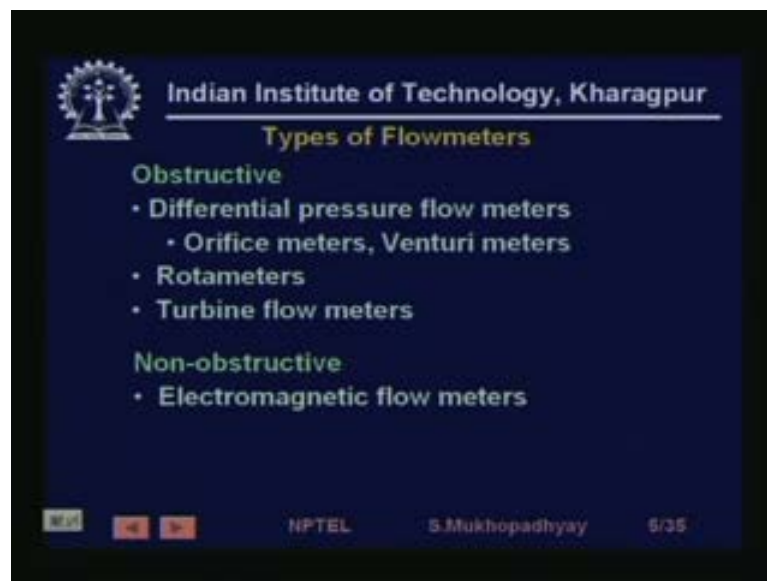 Indian Institute of Technology, Kharagpur
Types of Flowmeters
Obstructive
• Differential pressure flow meters
• Orifice meters, Venturi meters
• Rotameters
• Turbine flow meters
Non-obstructive
• Electromagnetic flow meters
NPTEL S.Mukhopadhyay 5/35